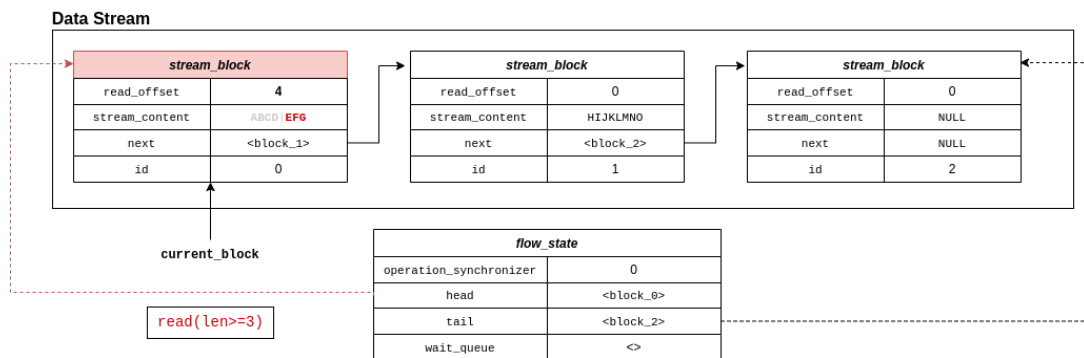 Data Stream
stream_block
read_offset 4
stream_content ABCD|EFG
next <block_1>
id 0
stream_block
read_offset 0
stream_content HIJKLMNO
next <block_2>
id 1
stream_block
read_offset 0
stream_content NULL
next NULL
id 2
current_block
read(len>=3)
flow_state
operation_synchronizer 0
head <block_0>
tail <block_2>
wait_queue <>